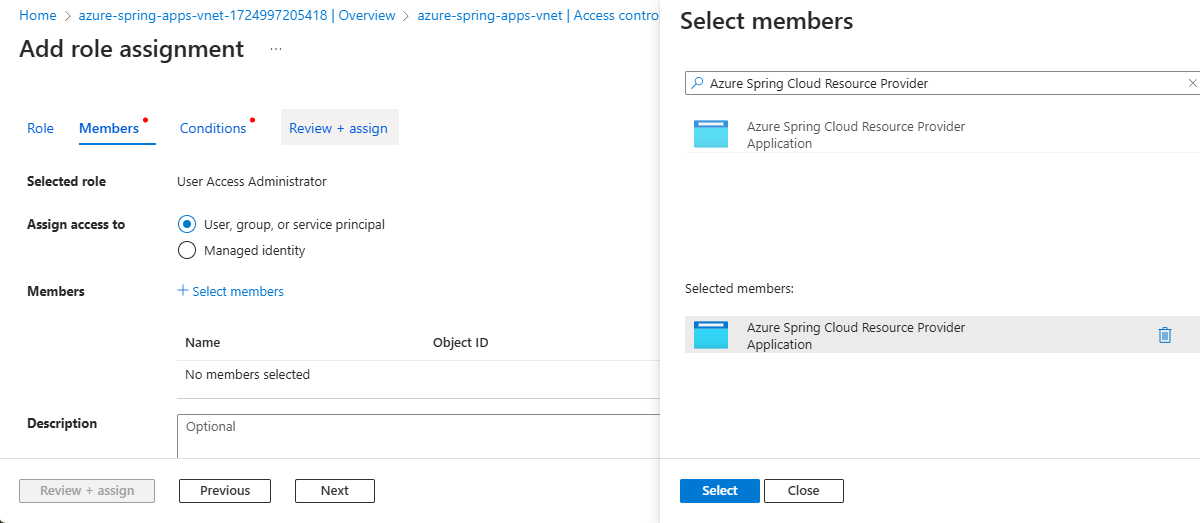 Home > azure-spring-apps-vnet-1724997205418 | Overview > azure-spring-apps-vnet | Access contro
Add role assignment ...
Role Members Conditions Review + assign
Selected role User Access Administrator
Assign access to User, group, or service principal
Managed identity
Members + Select members
Name Object ID
No members selected
Description Optional
Review + assign Previous Next
Select members
Azure Spring Cloud Resource Provider
Azure Spring Cloud Resource Provider
Application
Selected members:
Azure Spring Cloud Resource Provider
Application
Select Close